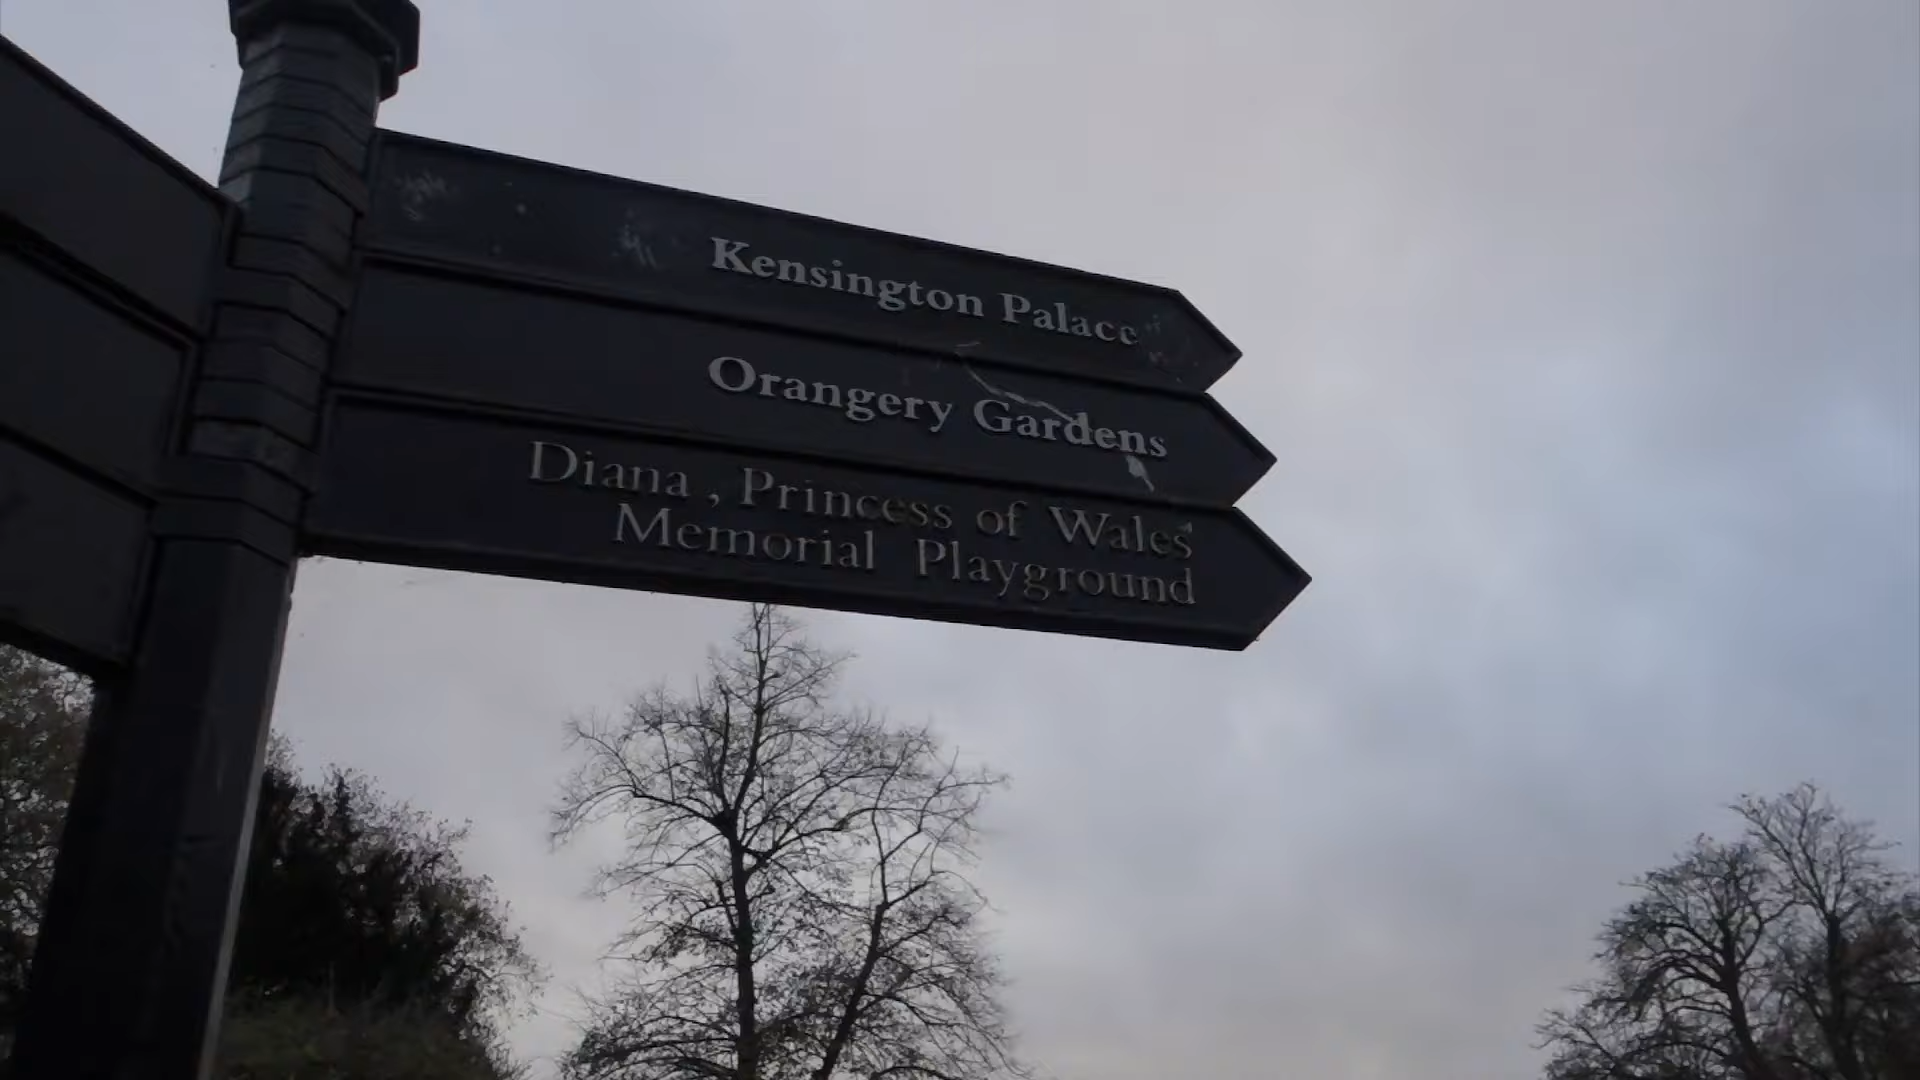 Kensington Palace
Orangery Gardens
Diana , Princess of Wales
Memorial Playground